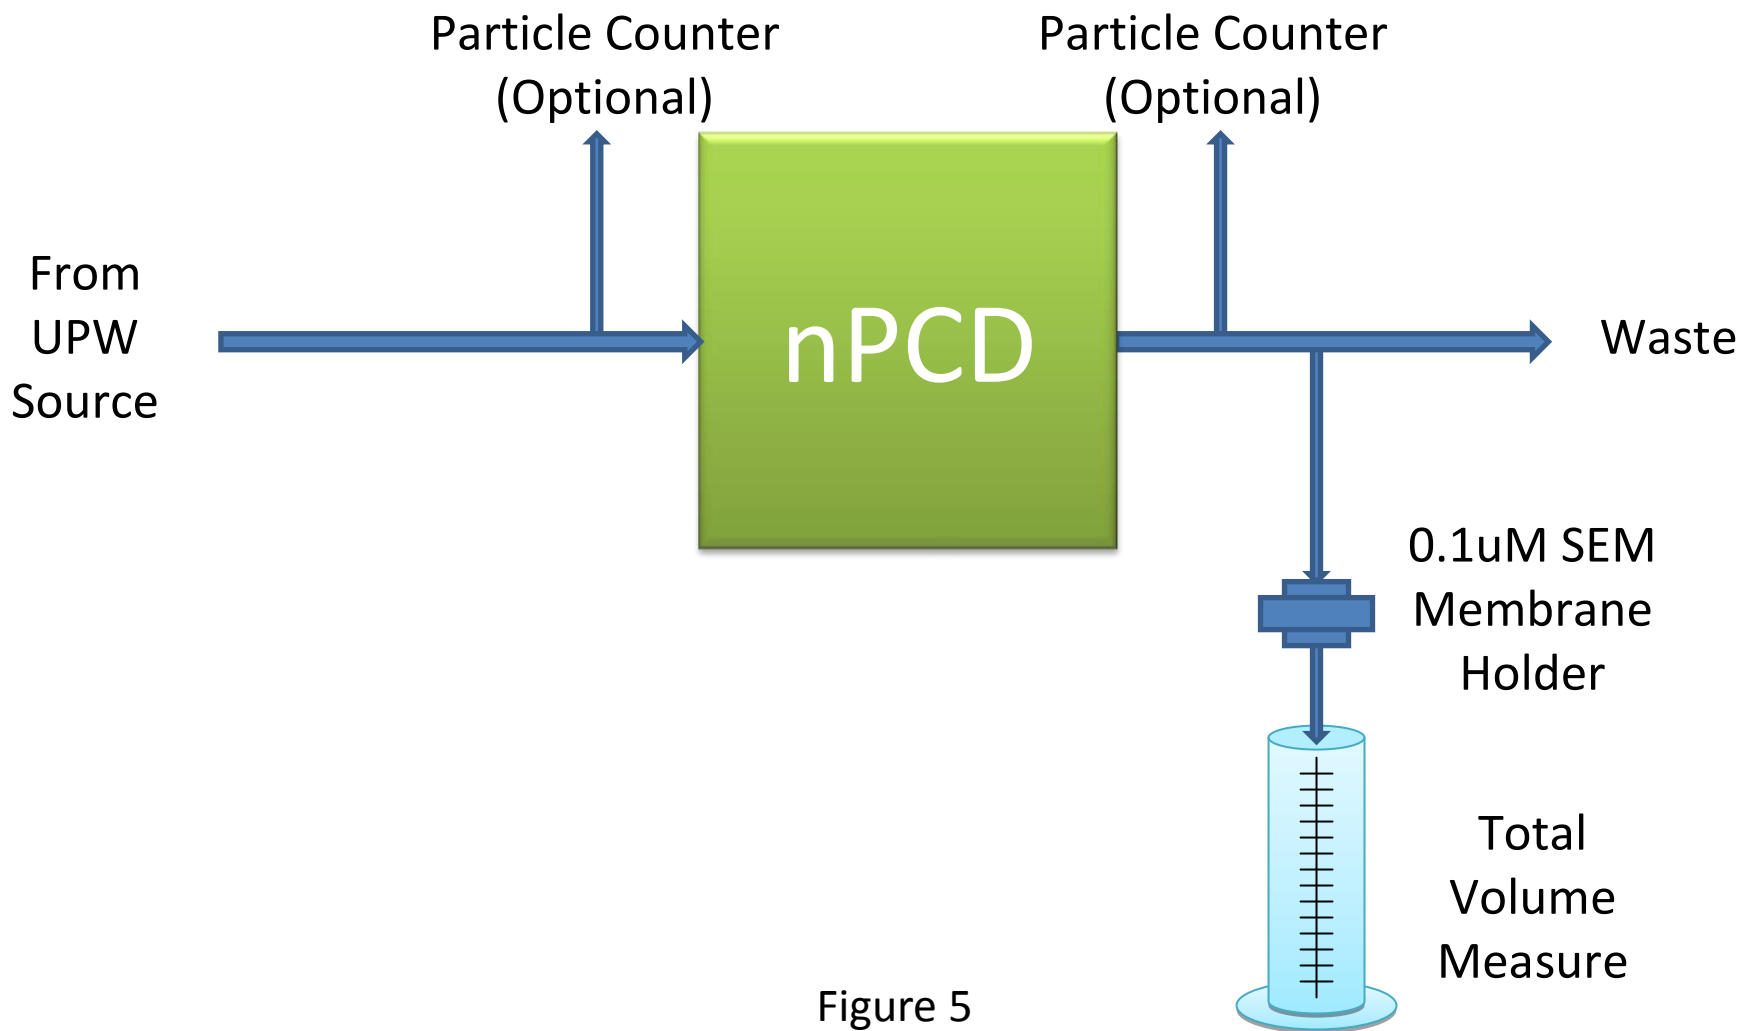 Particle Counter
(Optional)
Particle Counter
(Optional)
From
UPW
Source
nPCD
Waste
0.1uM SEM
Membrane
Holder
Total
Volume
Measure
Figure 5